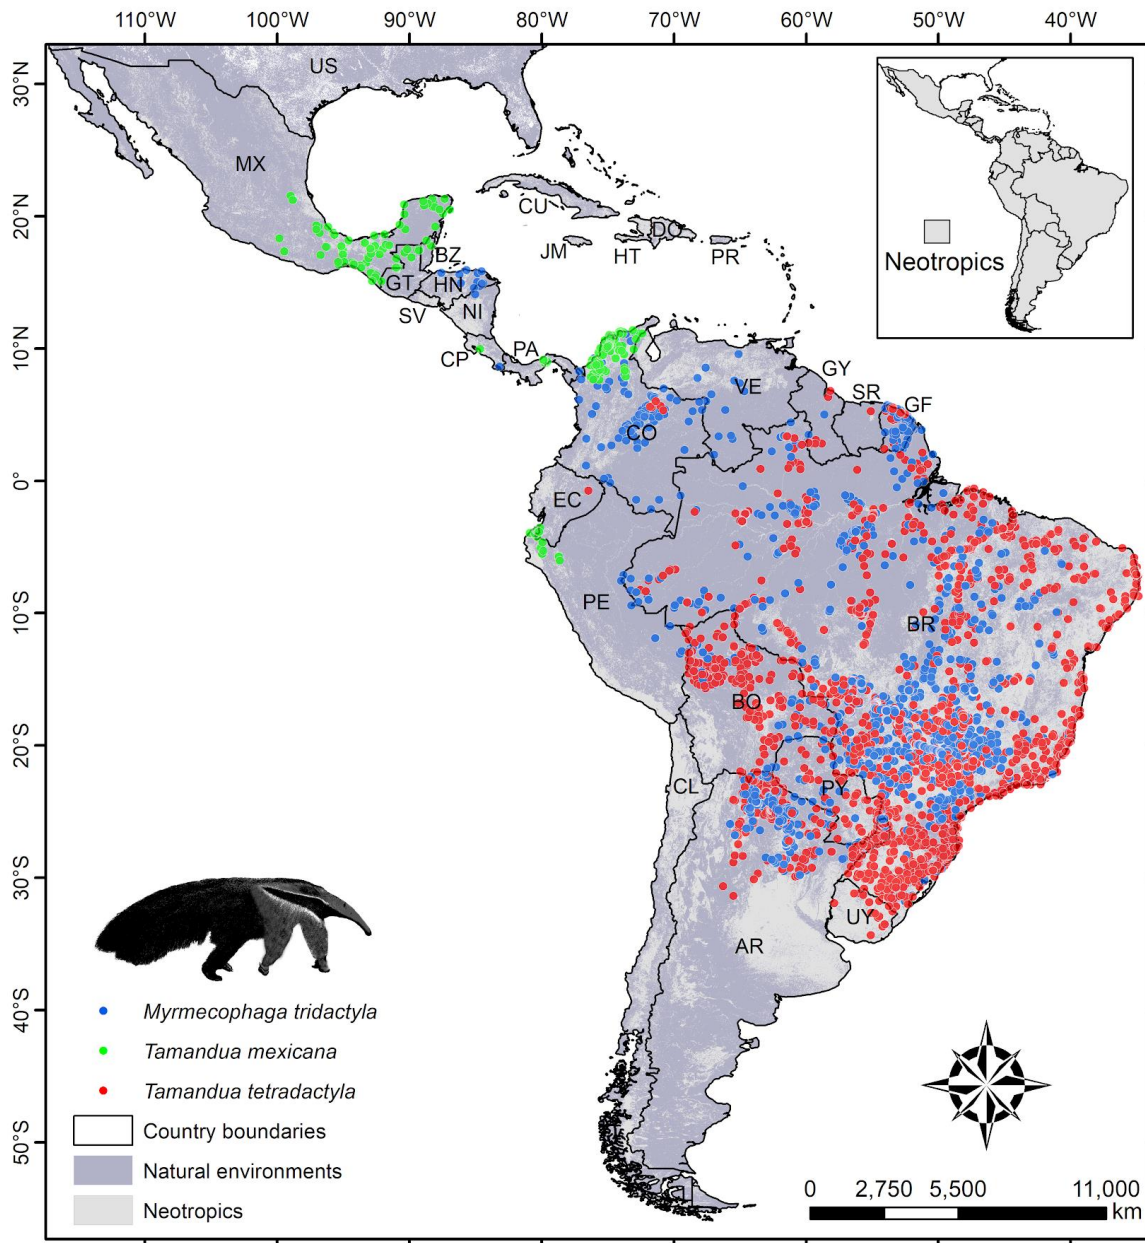 110°W 100°W 90°W 80°W 70°W 60°W 50°W 40°W
30°N
20°N
10°N
0°
10°S
20°S
30°S
40°S
50°S
US
MX
CU
DO
JM
HT
PR
BZ
GT
HN
SV
NI
CP
PA
VE
GY
SR
GF
CO
EC
PE
BR
BO
PY
CL
UY
AR
Neotropics
Myrmecophaga tridactyla
Tamandua mexicana
Tamandua tetradactyla
Country boundaries
Natural environments
Neotropics
0 2,750 5,500 11,000
km